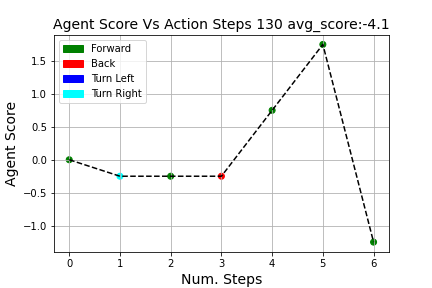 Agent Score Vs Action Steps 130 avg_score:-4.1
Forward
Back
Turn Left
Turn Right
Agent Score
1.5
1.0
0.5
0.0
−0.5
−1.0
0 1 2 3 4 5 6
Num. Steps